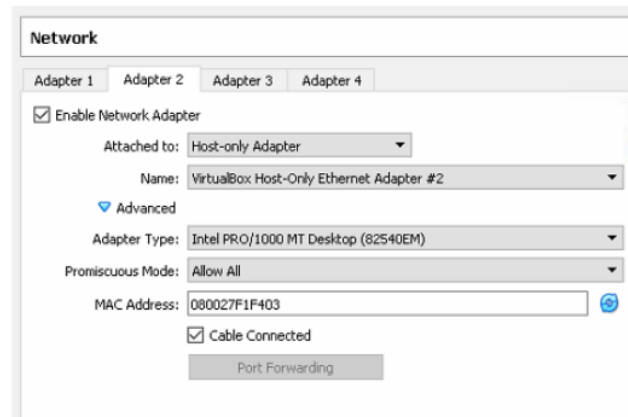 Network
Adapter 1 Adapter 2 Adapter 3 Adapter 4
Enable Network Adapter
Attached to: Host-only Adapter
Name: VirtualBox Host-Only Ethernet Adapter #2
Advanced
Adapter Type: Intel PRO/1000 MT Desktop (82540EM)
Promiscuous Mode: Allow All
MAC Address: 080027F1F403
Cable Connected
Port Forwarding